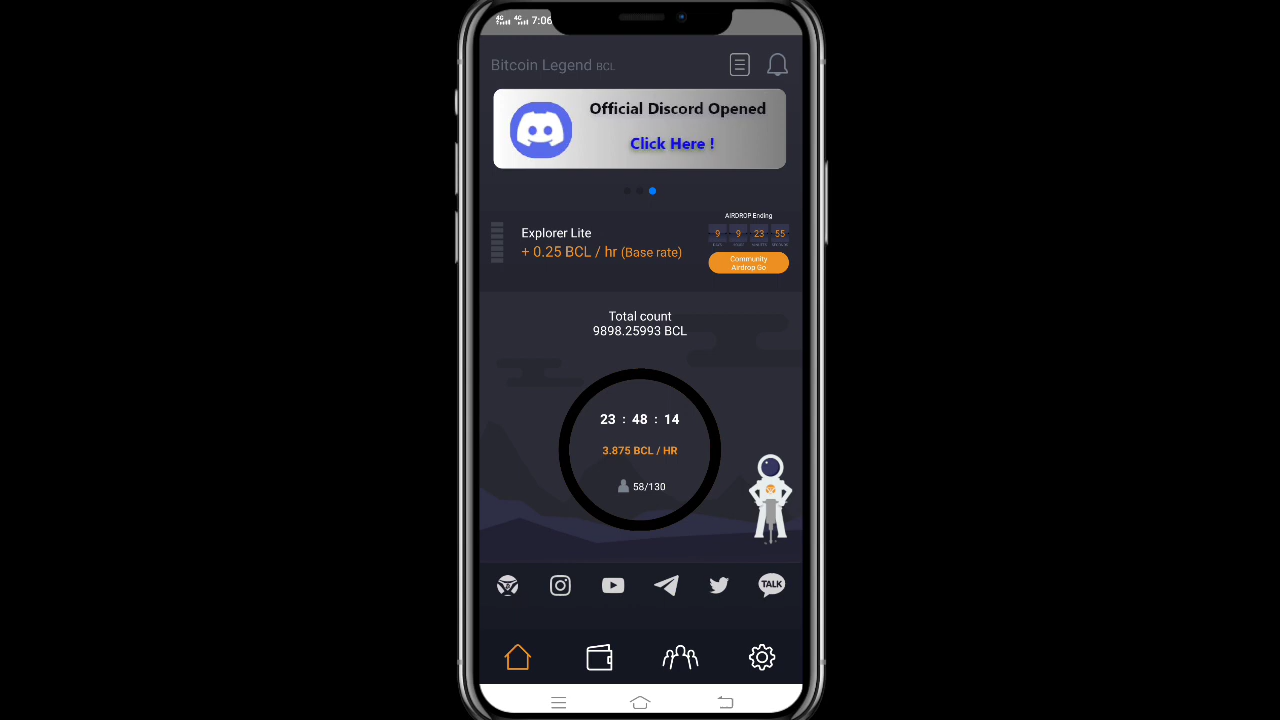 4G 4G 7:06
Bitcoin Legend BCL
Official Discord Opened
Click Here !
AIRDROP Ending
Explorer Lite
9 9 23 55
+ 0.25 BCL / hr (Base rate)
Community
Airdrop Go
Total count
9898.25993 BCL
23 : 48 : 14
3.875 BCL / HR
58/130
TALK